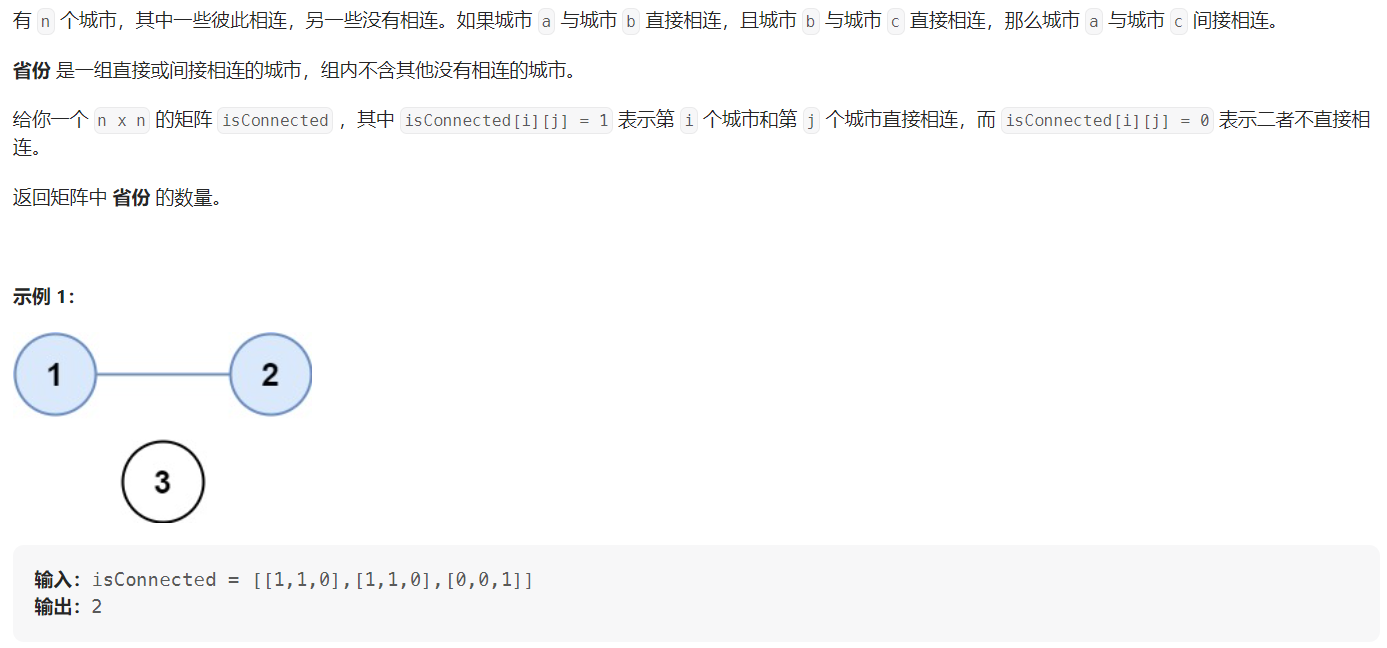 有 n 个城市，其中一些彼此相连，另一些没有相连。如果城市 a 与城市 b 直接相连，且城市 b 与城市 c 直接相连，那么城市 a 与城市 c 间接相连。
省份 是一组直接或间接相连的城市，组内不含其他没有相连的城市。
给你一个 n x n 的矩阵 isConnected ，其中 isConnected[i][j] = 1 表示第 i 个城市和第 j 个城市直接相连，而 isConnected[i][j] = 0 表示二者不直接相
连。
返回矩阵中 省份 的数量。
示例 1：
1
2
3
输入：isConnected = [[1,1,0],[1,1,0],[0,0,1]]
输出：2